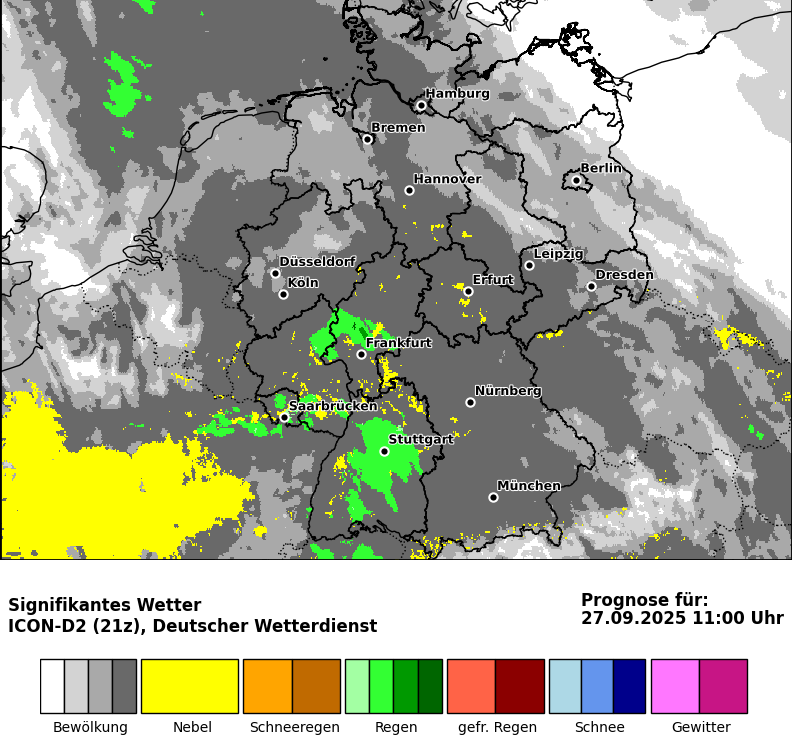 Hamburg
Bremen
Berlin
Hannover
Leipzig
Düsseldorf
Dresden
Köln
Erfurt
Frankfurt
Nürnberg
Saarbrücken
Stuttgart
München
Signifikantes Wetter
ICON-D2 (21z), Deutscher Wetterdienst
Prognose für:
27.09.2025 11:00 Uhr
Bewölkung Nebel Schneeregen Regen gefr. Regen Schnee Gewitter